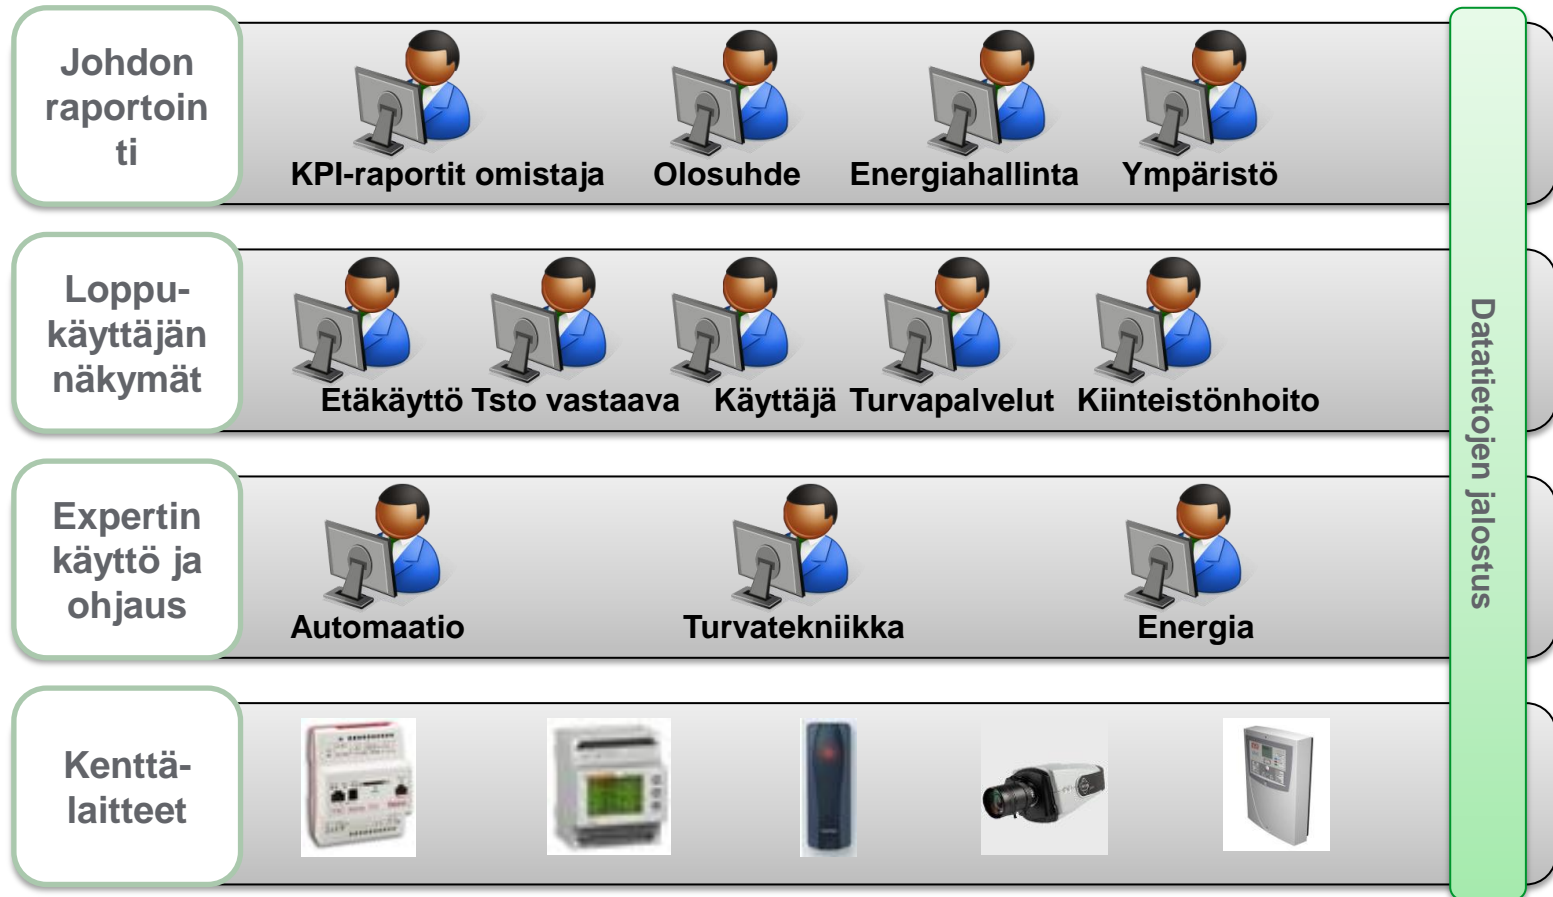 Johdon
raportoin
ti
KPI-raportit omistaja
Olosuhde
Energiahallinta
Ympäristö
Loppu-
käyttäjän
näkymät
Etäkäyttö
Tsto vastaava
Käyttäjä
Turvapalvelut
Kiinteistönhoito
Expertin
käyttö ja
ohjaus
Automaatio
Turvatekniikka
Energia
Kenttä-
laitteet
Datatietojen jalostus